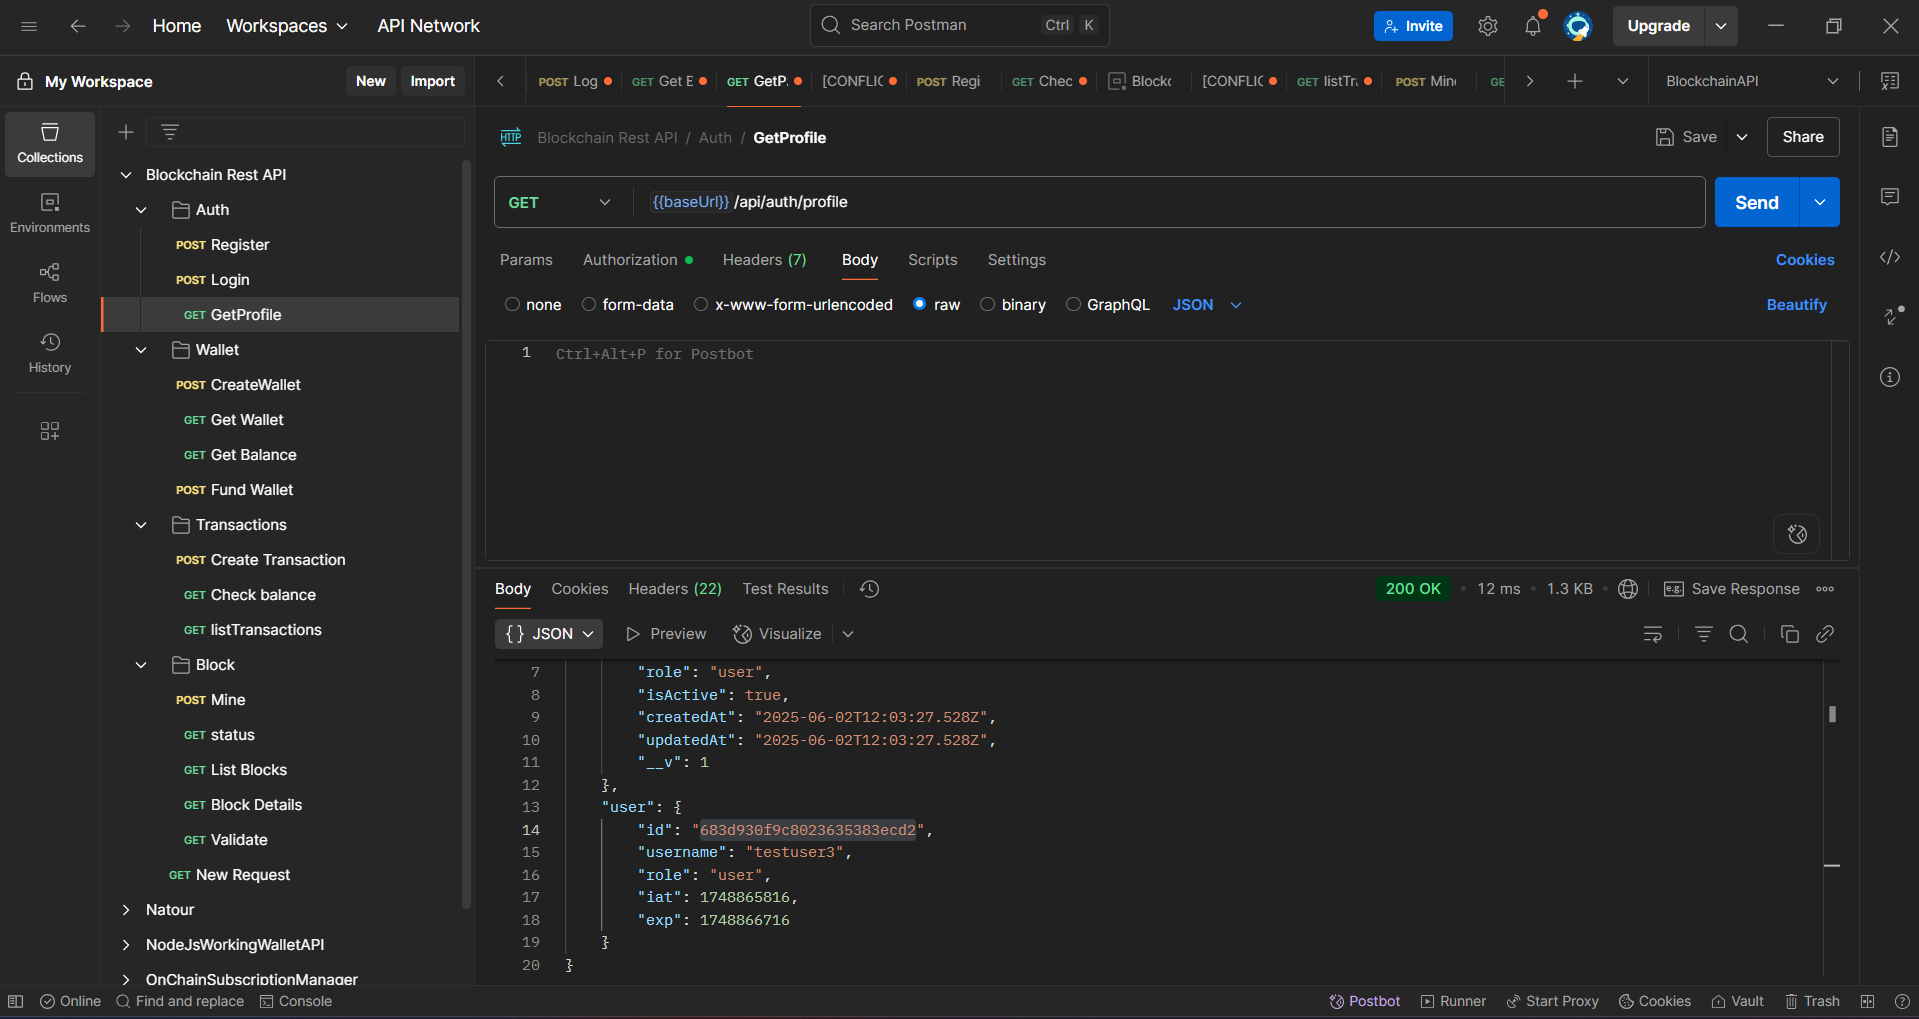 Home Workspaces API Network Search Postman Ctrl K Invite Upgrade
My Workspace New Import
POST Log GET Get E GET GetP. [CONFLIC POST Regi GET Chec Blockc [CONFLIC GET listTr. POST Min GE BlockchainAPI
Collections
Environments
Flows
History
Blockchain Rest API
Auth
POST Register
POST Login
GET GetProfile
Wallet
POST CreateWallet
GET Get Wallet
GET Get Balance
POST Fund Wallet
Transactions
POST Create Transaction
GET Check balance
GET listTransactions
Block
POST Mine
GET status
GET List Blocks
GET Block Details
GET Validate
GET New Request
Natour
NodeJsWorkingWalletAPI
OnChainSubscriptionManager
HTTP Blockchain Rest API / Auth / GetProfile Save Share
GET {{baseUrl}} /api/auth/profile Send
Params Authorization Headers (7) Body Scripts Settings Cookies
none form-data x-www-form-urlencoded raw binary GraphQL JSON Beautify
1 Ctrl+Alt+P for Postbot
Body Cookies Headers (22) Test Results 200 OK • 12 ms • 1.3 KB • e.g. Save Response
{} JSON Preview Visualize
7 "role": "user",
8 "isActive": true,
9 "createdAt": "2025-06-02T12:03:27.528Z",
10 "updatedAt": "2025-06-02T12:03:27.528Z",
11 "__v": 1
12 },
13 "user": {
14 "id": "683d930f9c8023635383ecd2",
15 "username": "testuser3",
16 "role": "user",
17 "iat": 1748865816,
18 "exp": 1748866716
19 }
20 }
Online Find and replace Console Postbot Runner Start Proxy Cookies Vault Trash